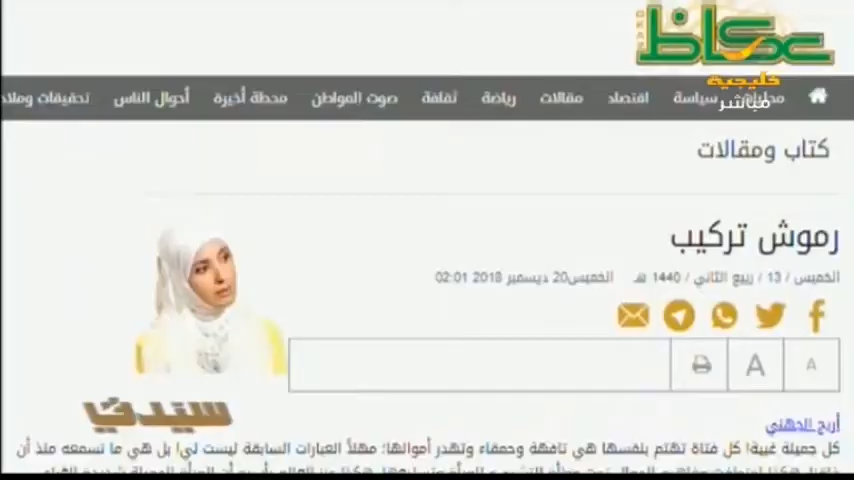 عكاظ
OKAZ
خليجية
مباشر
سياسة اقتصاد مقالات رياضة ثقافة صوت المواطن محطة أخيرة أحوال الناس تحقيقات
كتاب ومقالات
رموش تركيب
الخميس / 13 / ربيع الثاني / 1440 هـ الخميس 20 ديسمبر 2018 02:01
A A
سيدتي
أريج الجهني
كل جميلة غبية! كل فتاة تهتم بنفسها هي تافهة وحمقاء وتهدر أموالها؛ مهلاً العبارات السابقة ليست لي! بل هي ما تسمعه منذ أن